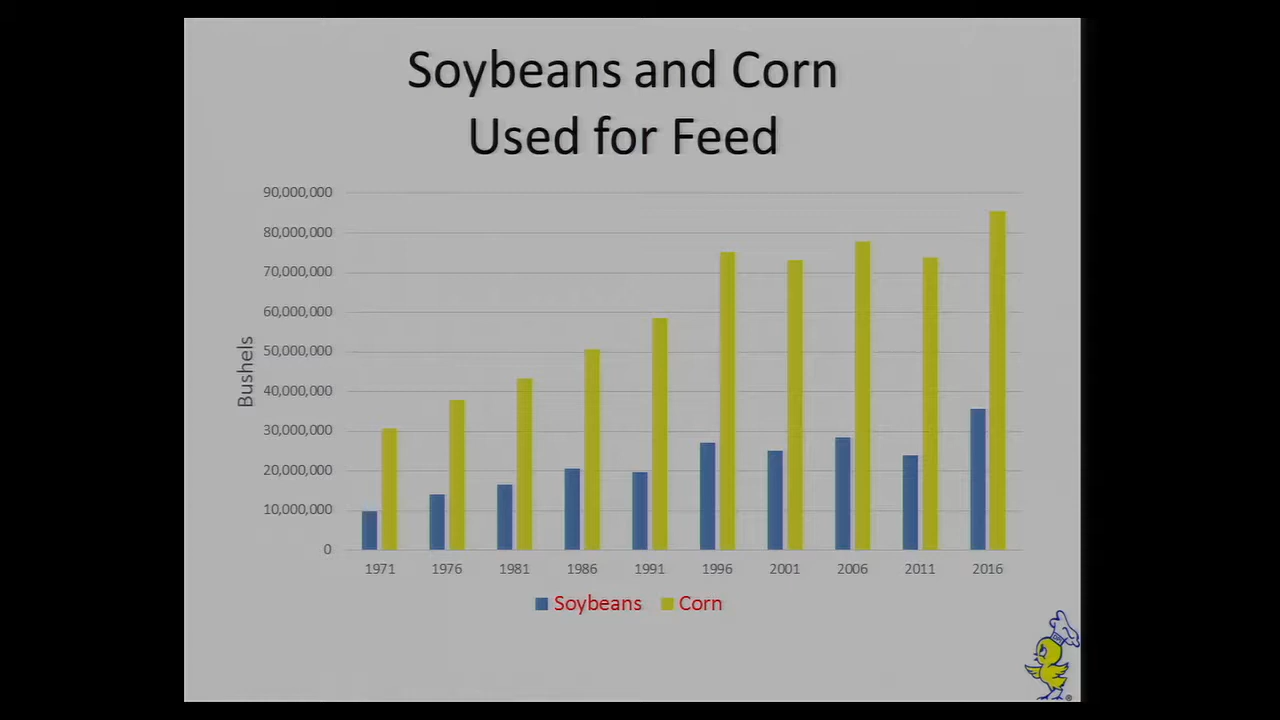 Soybeans and Corn
Used for Feed
Bushels
90,000,000
80,000,000
70,000,000
60,000,000
50,000,000
40,000,000
30,000,000
20,000,000
10,000,000
0
1971 1976 1981 1986 1991 1996 2001 2006 2011 2016
Soybeans Corn